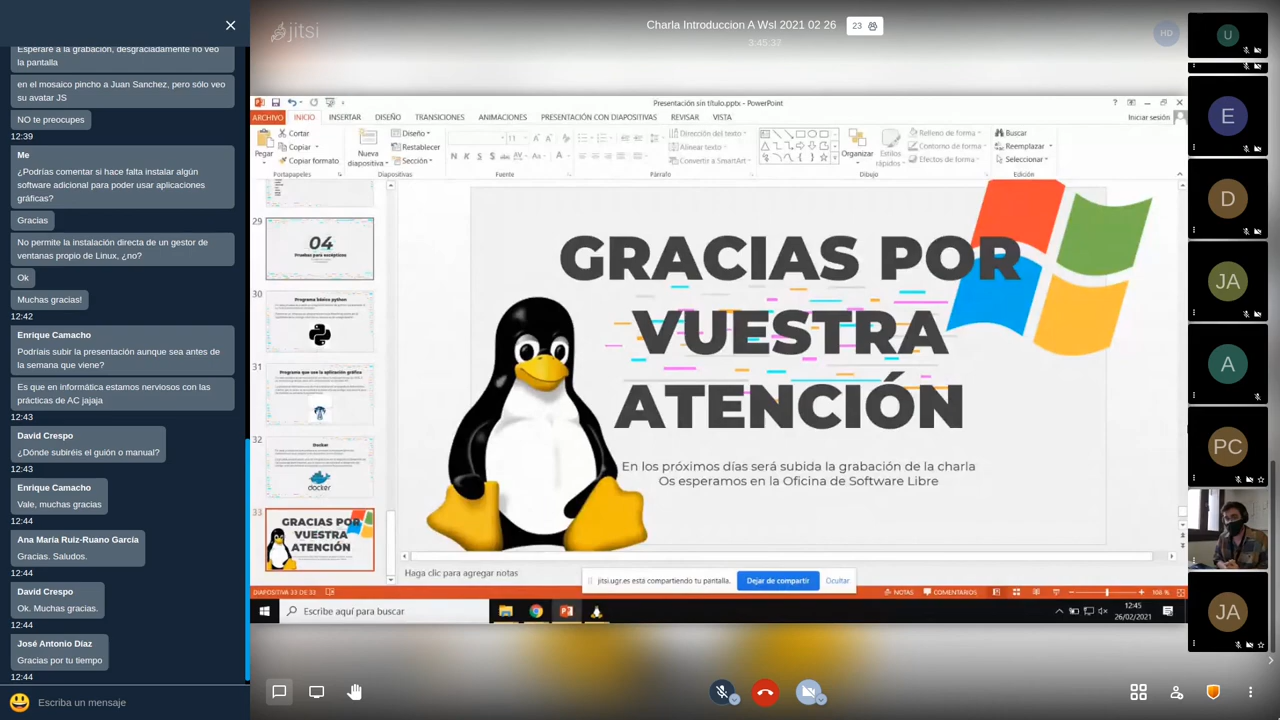 Esperaré a la grabación, desgraciadamente no veo
la pantalla
en el mosaico pincho a Juan Sanchez, pero sólo veo
su avatar JS
NO te preocupes
12:39
Me
¿Podrías comentar si hace falta instalar algún
software adicional para poder usar aplicaciones
gráficas?
Gracias
No permite la instalación directa de un gestor de
ventanas propio de Linux, ¿no?
Ok
Muchas gracias!
12:42
Enrique Camacho
Podríais subir la presentación aunque sea antes de
la semana que viene?
Es que en informática estamos nerviosos con las
prácticas de AC jajaja
12:43
David Crespo
¿Dónde subiréis el guión o manual?
12:43
Enrique Camacho
Vale, muchas gracias
12:44
Ana María Ruiz-Ruano García
Gracias. Saludos.
12:44
David Crespo
Ok. Muchas gracias.
12:44
José Antonio Díaz
Gracias por tu tiempo
12:44
Escriba un mensaje
jitsi
Charla Introduccion A Wsl 2021 02 26
23
3:45:37
HD
Presentación sin título.pptx - PowerPoint
ARCHIVO INICIO INSERTAR DISEÑO TRANSICIONES ANIMACIONES PRESENTACIÓN CON DIAPOSITIVAS REVISAR VISTA
Iniciar sesión
Pegar
Cortar
Copiar
Copiar formato
Portapapeles
Nueva
diapositiva
Diseño
Restablecer
Sección
Diapositivas
11
N K S S abc AV Aa A
Fuente
Dirección del texto
Alinear texto
Convertir a SmartArt
Párrafo
Organizar
Estilos
rápidos
Relleno de forma
Contorno de forma
Efectos de forma
Dibujo
Buscar
Reemplazar
Seleccionar
Edición
29
04
Pruebas para escépticos
30
Programa básico python
31
Programa que use la aplicación gráfica
32
Docker
docker
33
GRACIAS POR
VUESTRA
ATENCIÓN
GRACIAS POR
VUESTRA
ATENCIÓN
En los próximos días será subida la grabación de la charla
Os esperamos en la Oficina de Software Libre
Haga clic para agregar notas
jitsi.ugr.es está compartiendo tu pantalla.
Dejar de compartir
Ocultar
DIAPOSITIVA 33 DE 33
NOTAS
COMENTARIOS
Escribe aquí para buscar
12:45
26/02/2021
U
E
D
JA
A
PC
JA